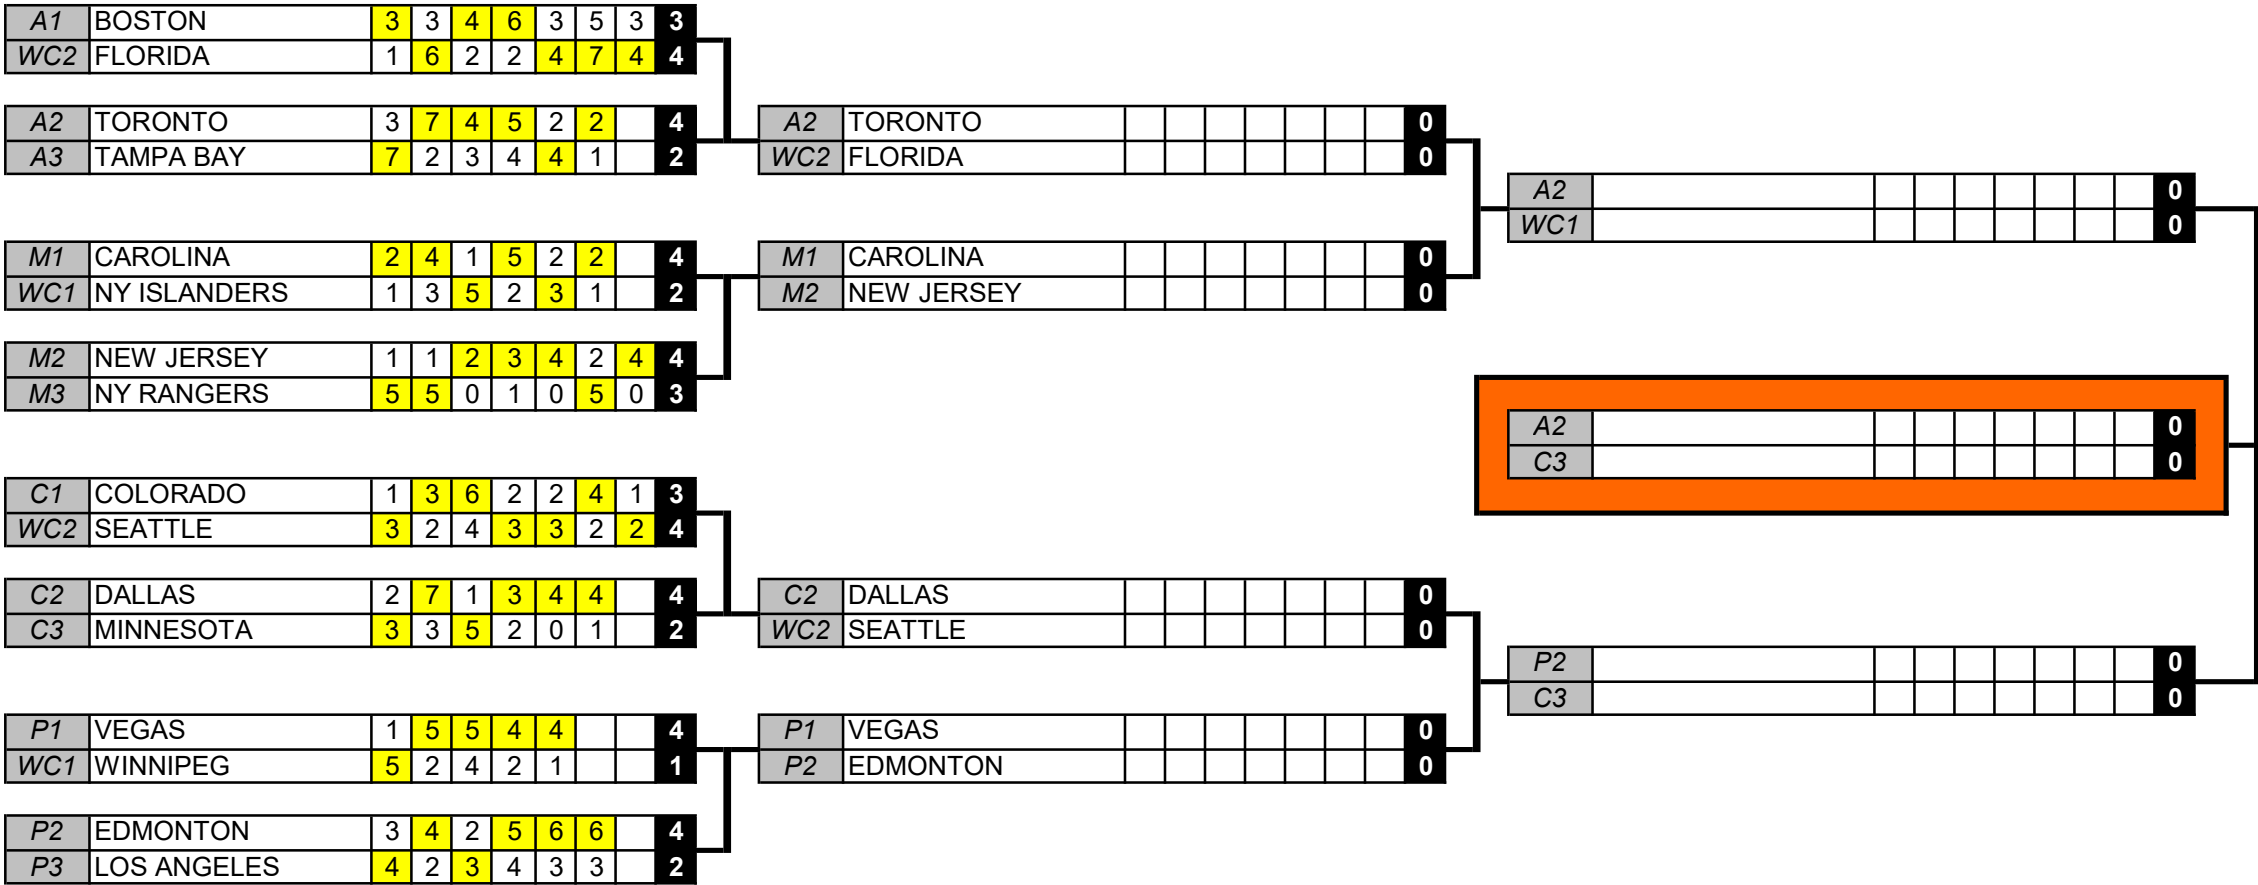 A1 BOSTON 3 3 4 6 3 5 3 3
WC2 FLORIDA 1 6 2 2 4 7 4 4
A2 TORONTO 3 7 4 5 2 2 4
A3 TAMPA BAY 7 2 3 4 4 1 2
A2 TORONTO 0
WC2 FLORIDA 0
A2 0
WC1 0
M1 CAROLINA 2 4 1 5 2 2 4
WC1 NY ISLANDERS 1 3 5 2 3 1 2
M1 CAROLINA 0
M2 NEW JERSEY 0
M2 NEW JERSEY 1 1 2 3 4 2 4 4
M3 NY RANGERS 5 5 0 1 0 5 0 3
A2 0
C3 0
C1 COLORADO 1 3 6 2 2 4 1 3
WC2 SEATTLE 3 2 4 3 3 2 2 4
C2 DALLAS 2 7 1 3 4 4 4
C3 MINNESOTA 3 3 5 2 0 1 2
C2 DALLAS 0
WC2 SEATTLE 0
P2 0
C3 0
P1 VEGAS 1 5 5 4 4 4
WC1 WINNIPEG 5 2 4 2 1 1
P1 VEGAS 0
P2 EDMONTON 0
P2 EDMONTON 3 4 2 5 6 6 4
P3 LOS ANGELES 4 2 3 4 3 3 2